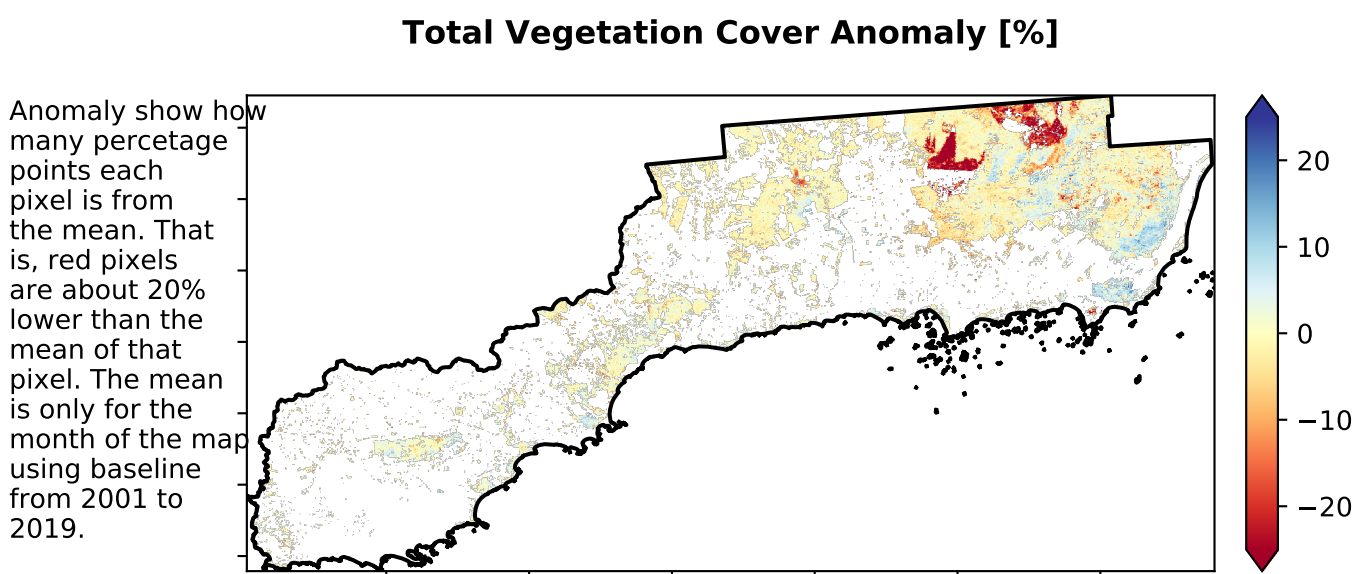 Total Vegetation Cover Anomaly [%]
Anomaly show how
many percetage
points each
pixel is from
the mean. That
is, red pixels
are about 20%
lower than the
mean of that
pixel. The mean
is only for the
month of the map
using baseline
from 2001 to
2019.
20
10
0
−10
−20